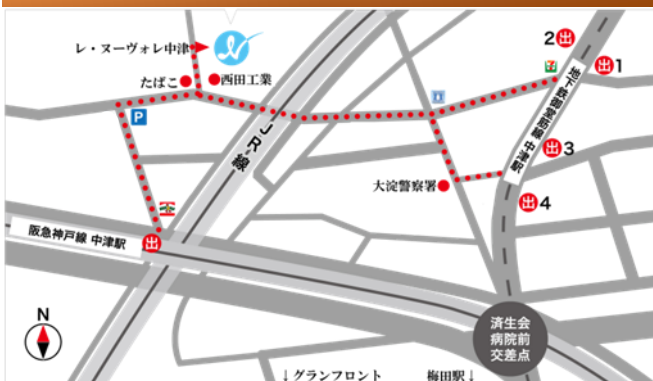 2 出
出 1
レ・ヌーヴォレ中津
たばこ
西田工業
P
JR線
地下鉄御堂筋線 中津駅
出 3
大淀警察署
出 4
阪急神戸線 中津駅
出
N
済生会
病院前
交差点
↓グランフロント
梅田駅↓